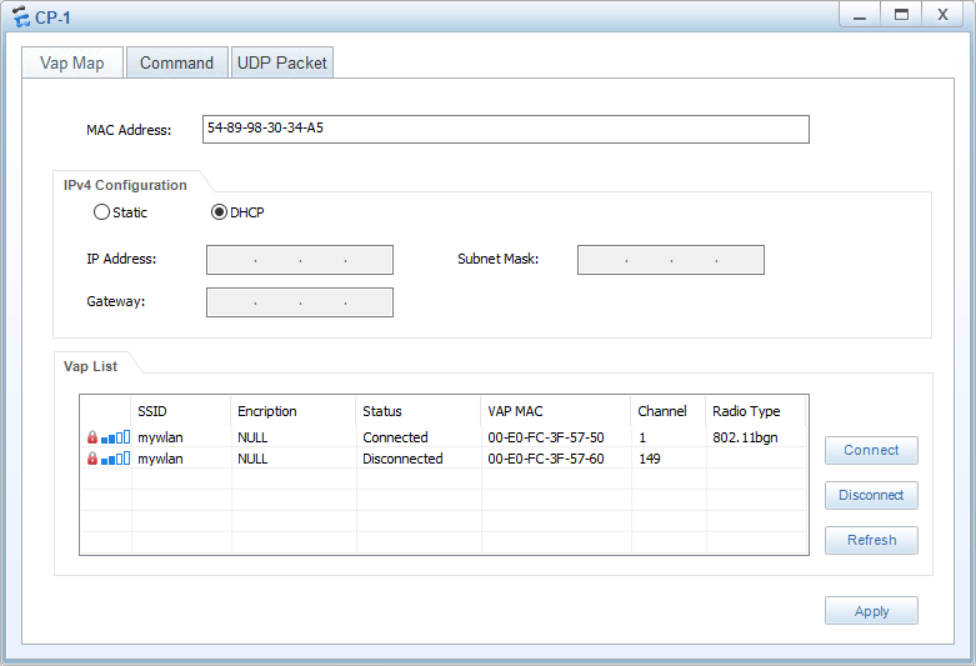 CP-1
Vap Map Command UDP Packet
MAC Address: 54-89-98-30-34-A5
IPv4 Configuration
Static DHCP
IP Address: . . . Subnet Mask: . . .
Gateway: . . .
Vap List
SSID Encription Status VAP MAC Channel Radio Type
mywlan NULL Connected 00-E0-FC-3F-57-50 1 802.11bgn
mywlan NULL Disconnected 00-E0-FC-3F-57-60 149
Connect
Disconnect
Refresh
Apply